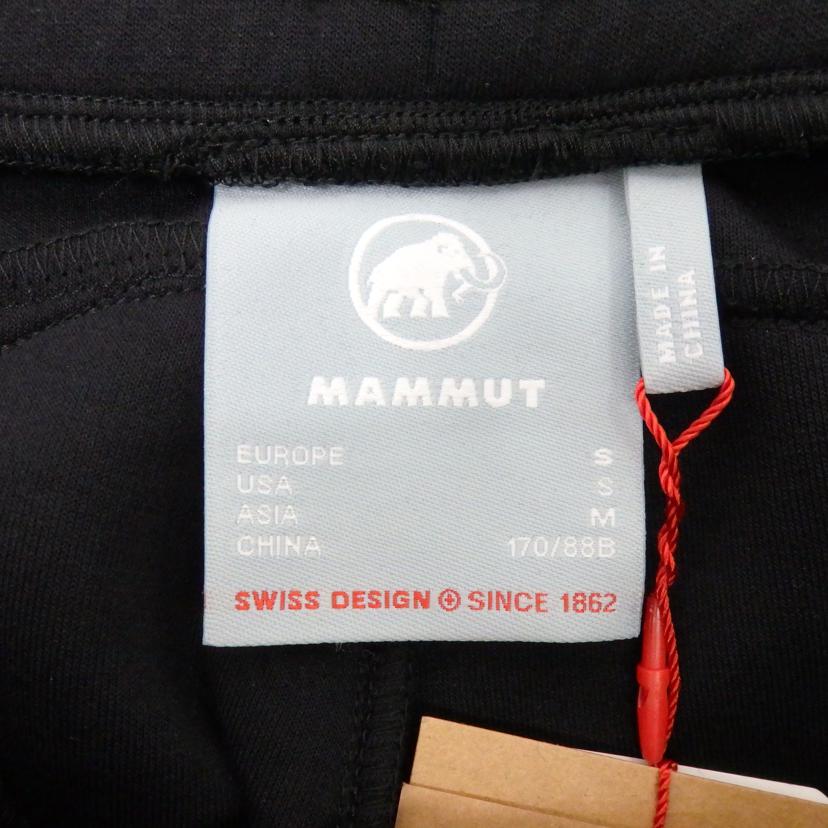 MAMMUT
EUROPE S
USA S
ASIA M
CHINA 170/88B
SWISS DESIGN SINCE 1862
MADE IN
CHINA